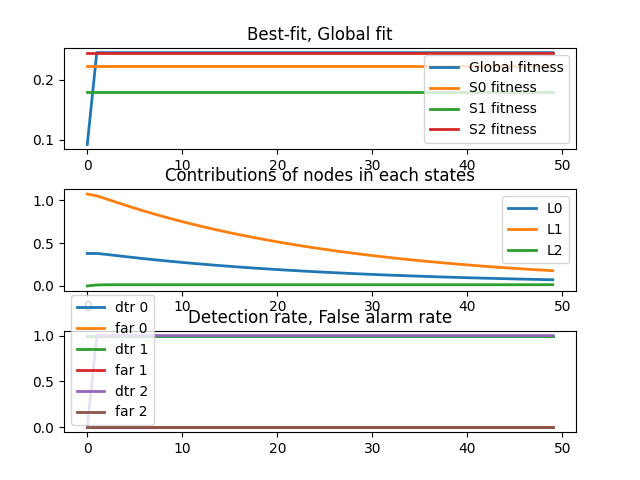 Best-fit, Global fit
0.2
0.1
Global fitness
S0 fitness
S1 fitness
S2 fitness
0 10 20 30 40 50
Contributions of nodes in each states
1.0
0.5
0.0
L0
L1
L2
0 10 20 30 40 50
Detection rate, False alarm rate
dtr 0
far 0
dtr 1
far 1
dtr 2
far 2
1.0
0.5
0.0
0 10 20 30 40 50